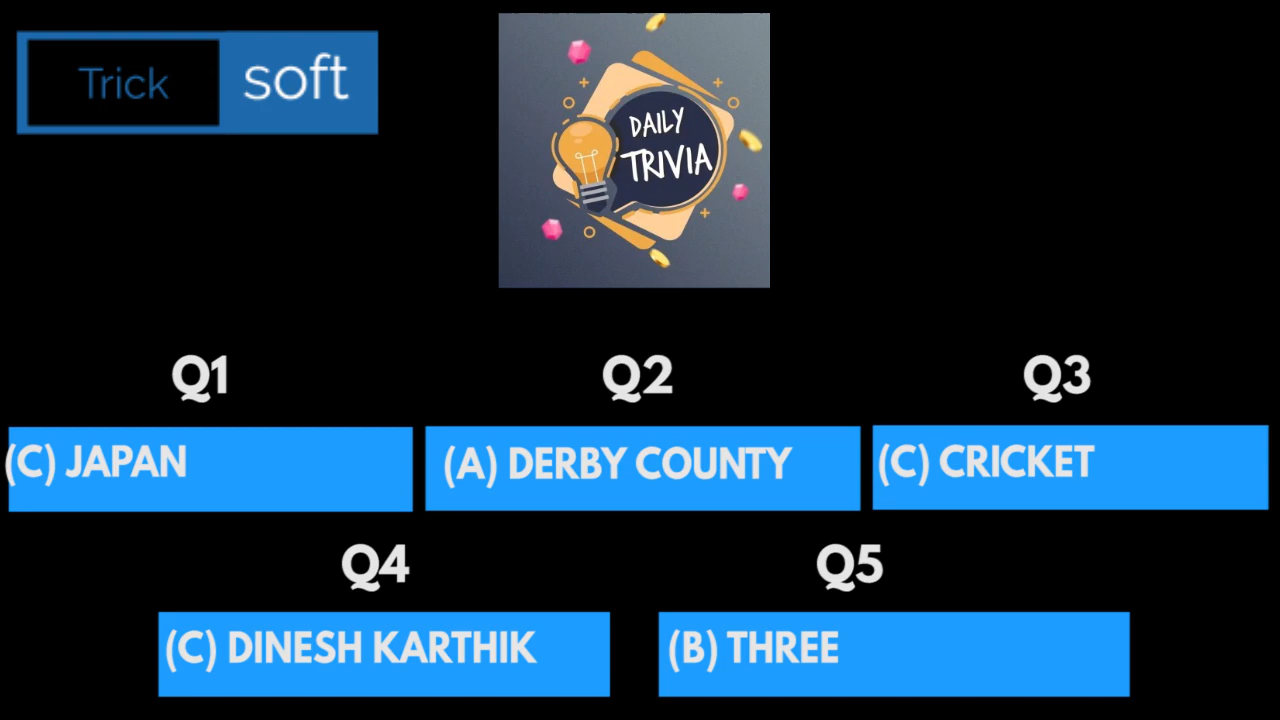 Trick soft
DAILY
TRIVIA
Q1 Q2 Q3
(C) JAPAN (A) DERBY COUNTY (C) CRICKET
Q4 Q5
(C) DINESH KARTHIK (B) THREE